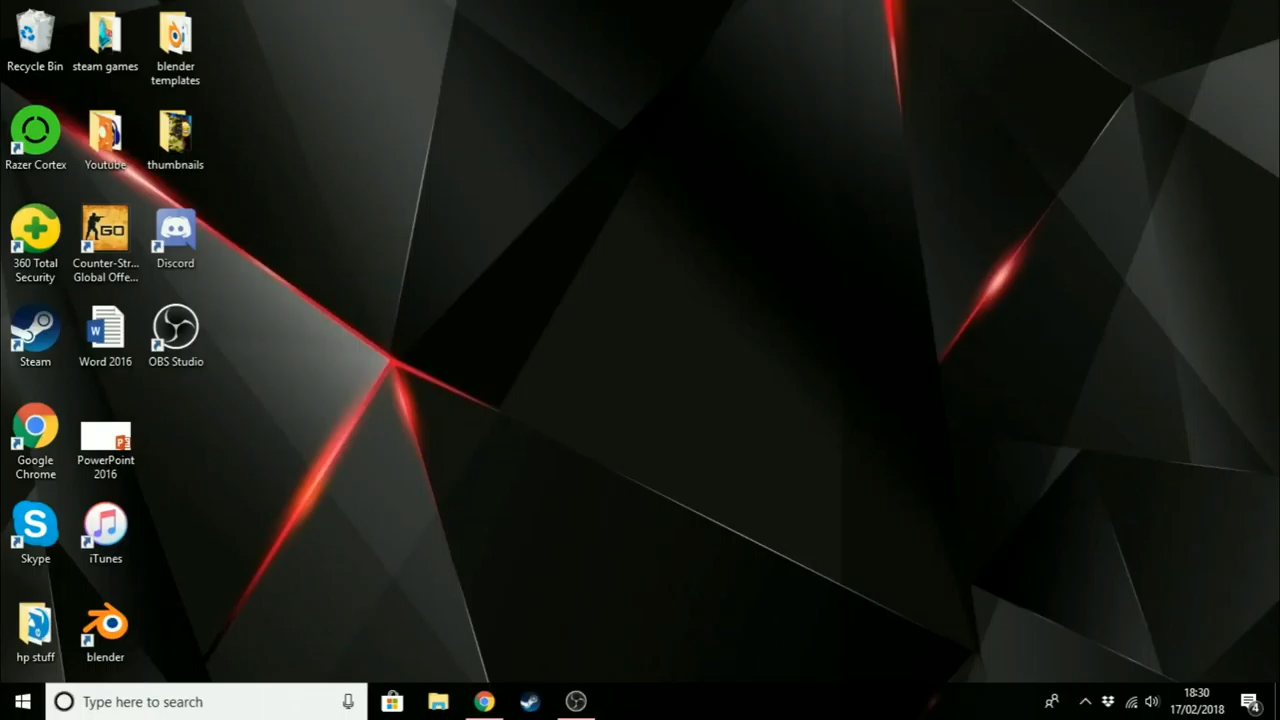 Recycle Bin
steam games
blender
templates
Razer Cortex
Youtube
thumbnails
360 Total
Security
GO
Counter-Str...
Global Offe...
Discord
Steam
W
Word 2016
OBS Studio
Google
Chrome
P
PowerPoint
2016
S
Skype
iTunes
hp stuff
blender
Type here to search
18:30
17/02/2018
4